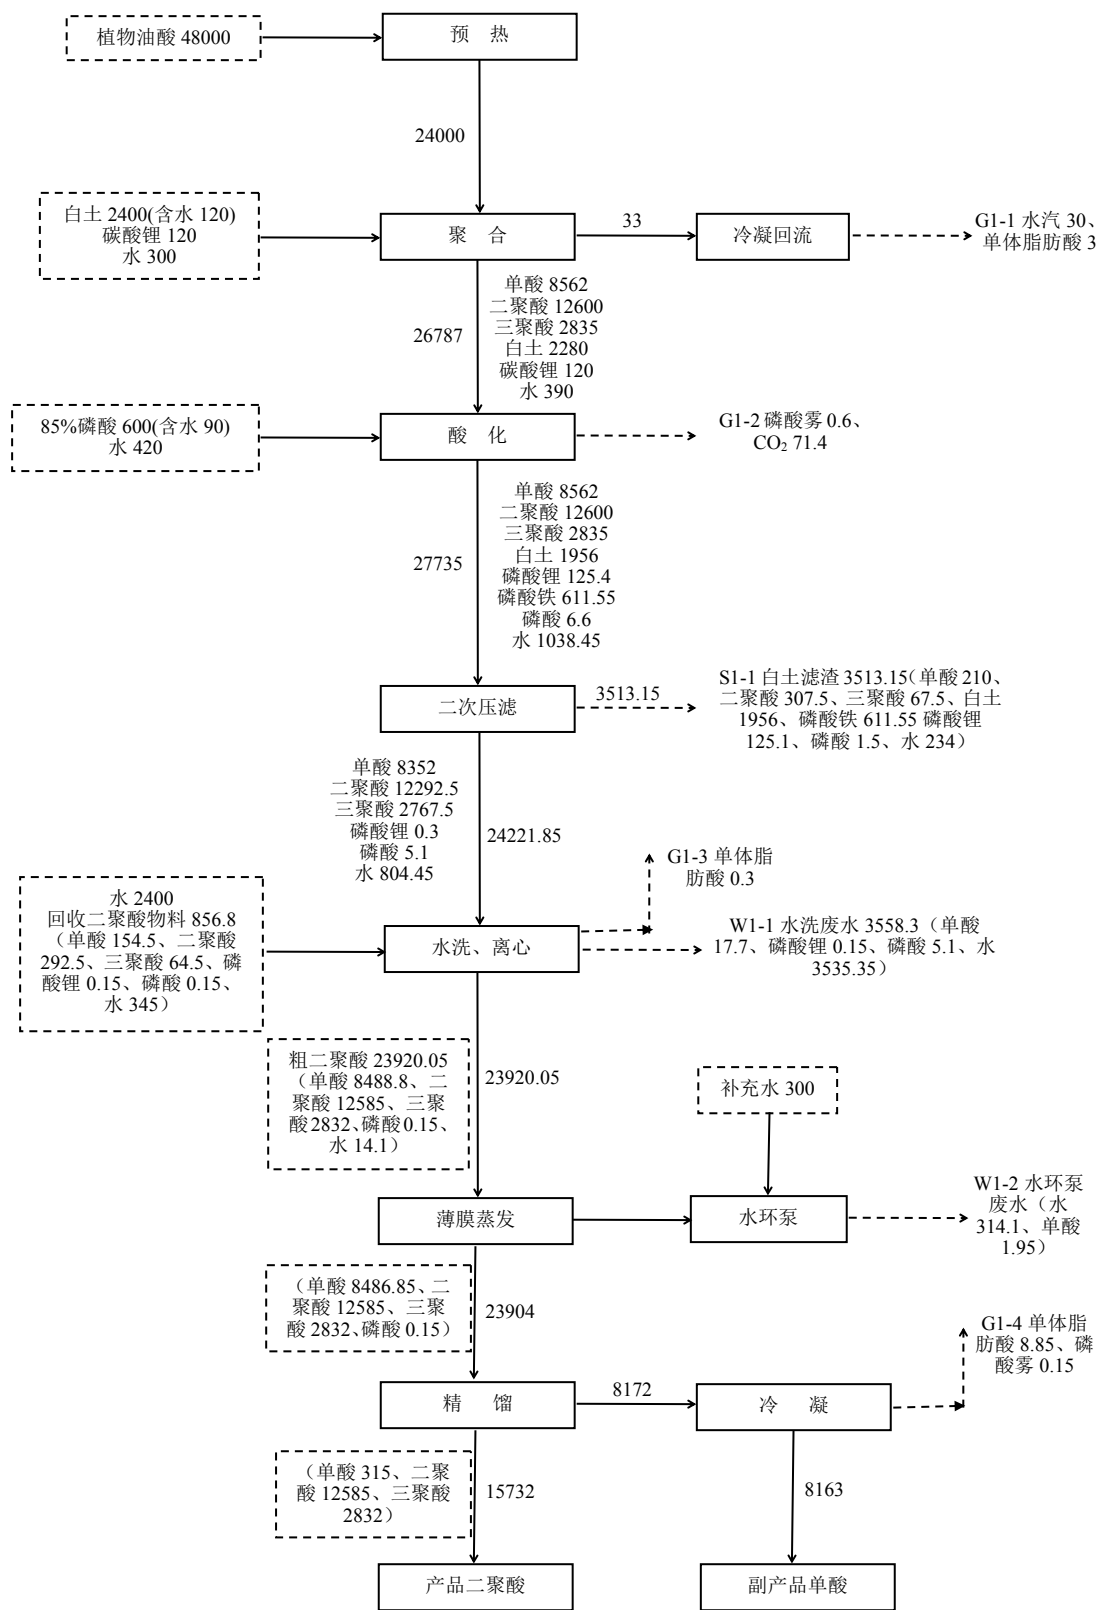 植物油酸 48000
预 热
24000
白土 2400(含水 120)
碳酸锂 120
水 300
聚 合
33
冷凝回流
G1-1 水汽 30、
单体脂肪酸 3
26787
单酸 8562
二聚酸 12600
三聚酸 2835
白土 2280
碳酸锂 120
水 390
85%磷酸 600(含水 90)
水 420
酸 化
G1-2 磷酸雾 0.6、
CO₂ 71.4
27735
单酸 8562
二聚酸 12600
三聚酸 2835
白土 1956
磷酸锂 125.4
磷酸铁 611.55
磷酸 6.6
水 1038.45
二次压滤
3513.15
S1-1 白土滤渣 3513.15（单酸 210、
二聚酸 307.5、三聚酸 67.5、白土
1956、磷酸铁 611.55 磷酸锂
125.1、磷酸 1.5、水 234）
单酸 8352
二聚酸 12292.5
三聚酸 2767.5
磷酸锂 0.3
磷酸 5.1
水 804.45
24221.85
G1-3 单体脂
肪酸 0.3
水 2400
回收二聚酸物料 856.8
（单酸 154.5、二聚酸
292.5、三聚酸 64.5、磷
酸锂 0.15、磷酸 0.15、
水 345）
水洗、离心
W1-1 水洗废水 3558.3（单酸
17.7、磷酸锂 0.15、磷酸 5.1、水
3535.35）
粗二聚酸 23920.05
（单酸 8488.8、二
聚酸 12585、三聚
酸 2832、磷酸 0.15、
水 14.1）
23920.05
补充水 300
薄膜蒸发
水环泵
W1-2 水环泵
废水（水
314.1、单酸
1.95）
（单酸 8486.85、二
聚酸 12585、三聚
酸 2832、磷酸 0.15）
23904
G1-4 单体脂
肪酸 8.85、磷
酸雾 0.15
精 馏
8172
冷 凝
（单酸 315、二聚
酸 12585、三聚酸
2832）
15732
8163
产品二聚酸
副产品单酸